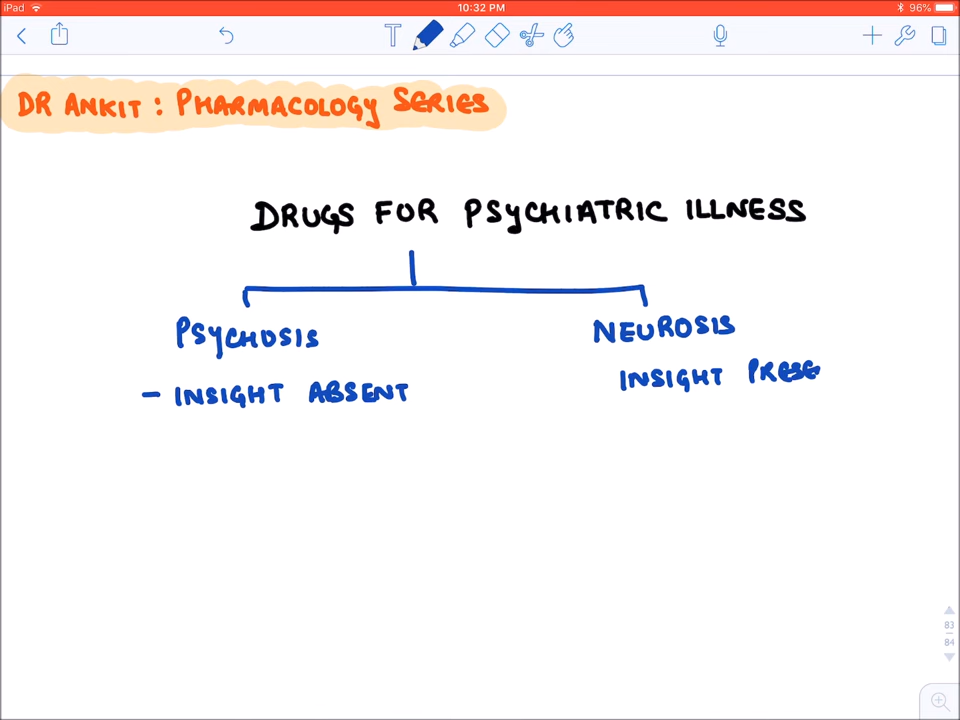 iPad 10:32 PM 96%
T
DR ANKIT : PHARMACOLOGY SERIES
DRUGS FOR PSYCHIATRIC ILLNESS
PSYCHOSIS NEUROSIS
– INSIGHT ABSENT INSIGHT PRESE
83
84